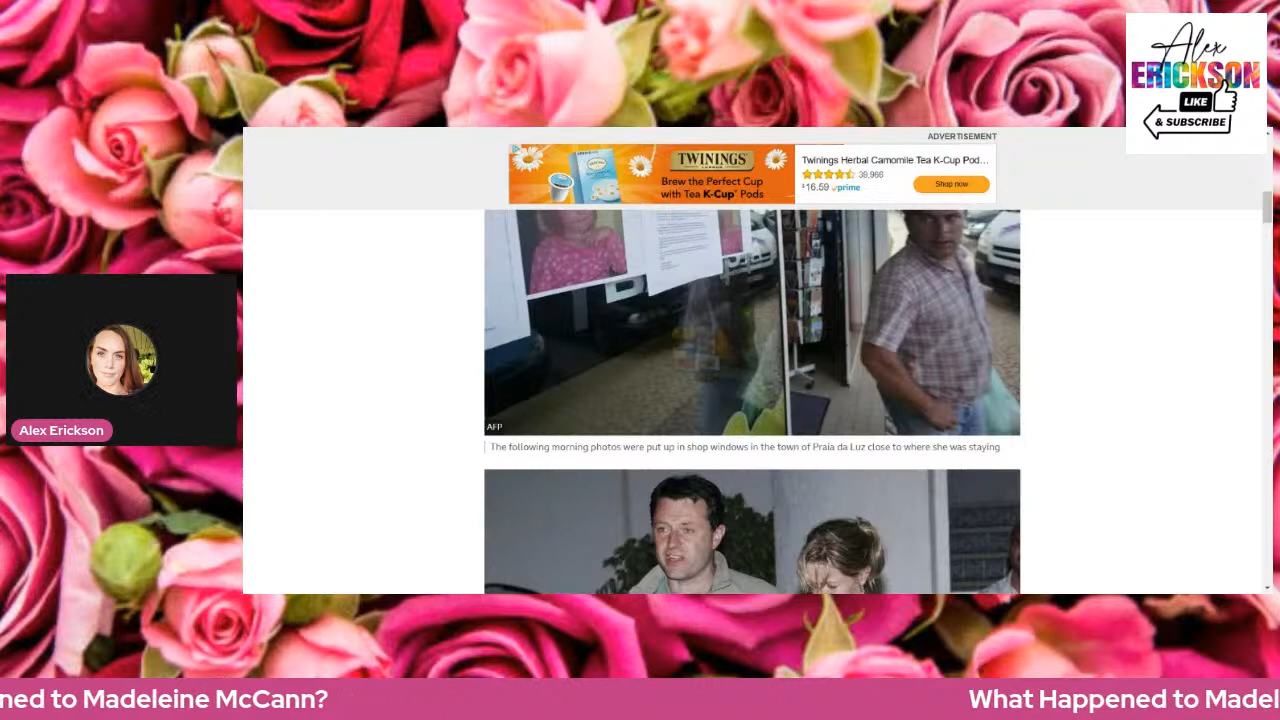 Alex
ERICKSON
LIKE
& SUBSCRIBE
ADVERTISEMENT
TWININGS
LONDON
Brew the Perfect Cup
with Tea K-Cup® Pods
Twinings Herbal Camomile Tea K-Cup Pod...
39,966
$16.59 prime
Shop now
AFP
The following morning photos were put up in shop windows in the town of Praia da Luz close to where she was staying
Alex Erickson
ned to Madeleine McCann?
What Happened to Madel